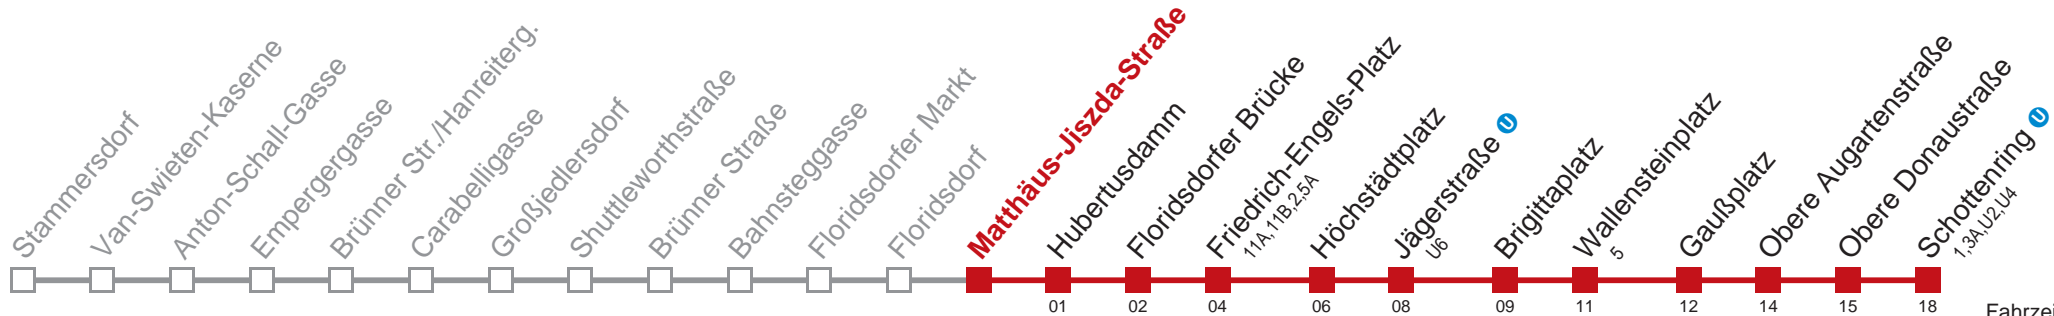 Stammersdorf
Van-Swieten-Kaserne
Anton-Schall-Gasse
Empergergasse
Brünner Str./Hanreiterg.
Carabelligasse
Großjedlersdorf
Shuttleworthstraße
Brünner Straße
Bahnsteggasse
Floridsdorfer Markt
Floridsdorf
Matthäus-Jiszda-Straße
Hubertusdamm
01
Floridsdorfer Brücke
02
Friedrich-Engels-Platz
11A,11B,2,5A
04
Höchstädtplatz
06
Jägerstraße U
U6
08
Brigittaplatz
09
Wallensteinplatz
5
11
Gaußplatz
12
Obere Augartenstraße
14
Obere Donaustraße
15
Schottenring U
1,3A,U2,U4
18
Fahrzei